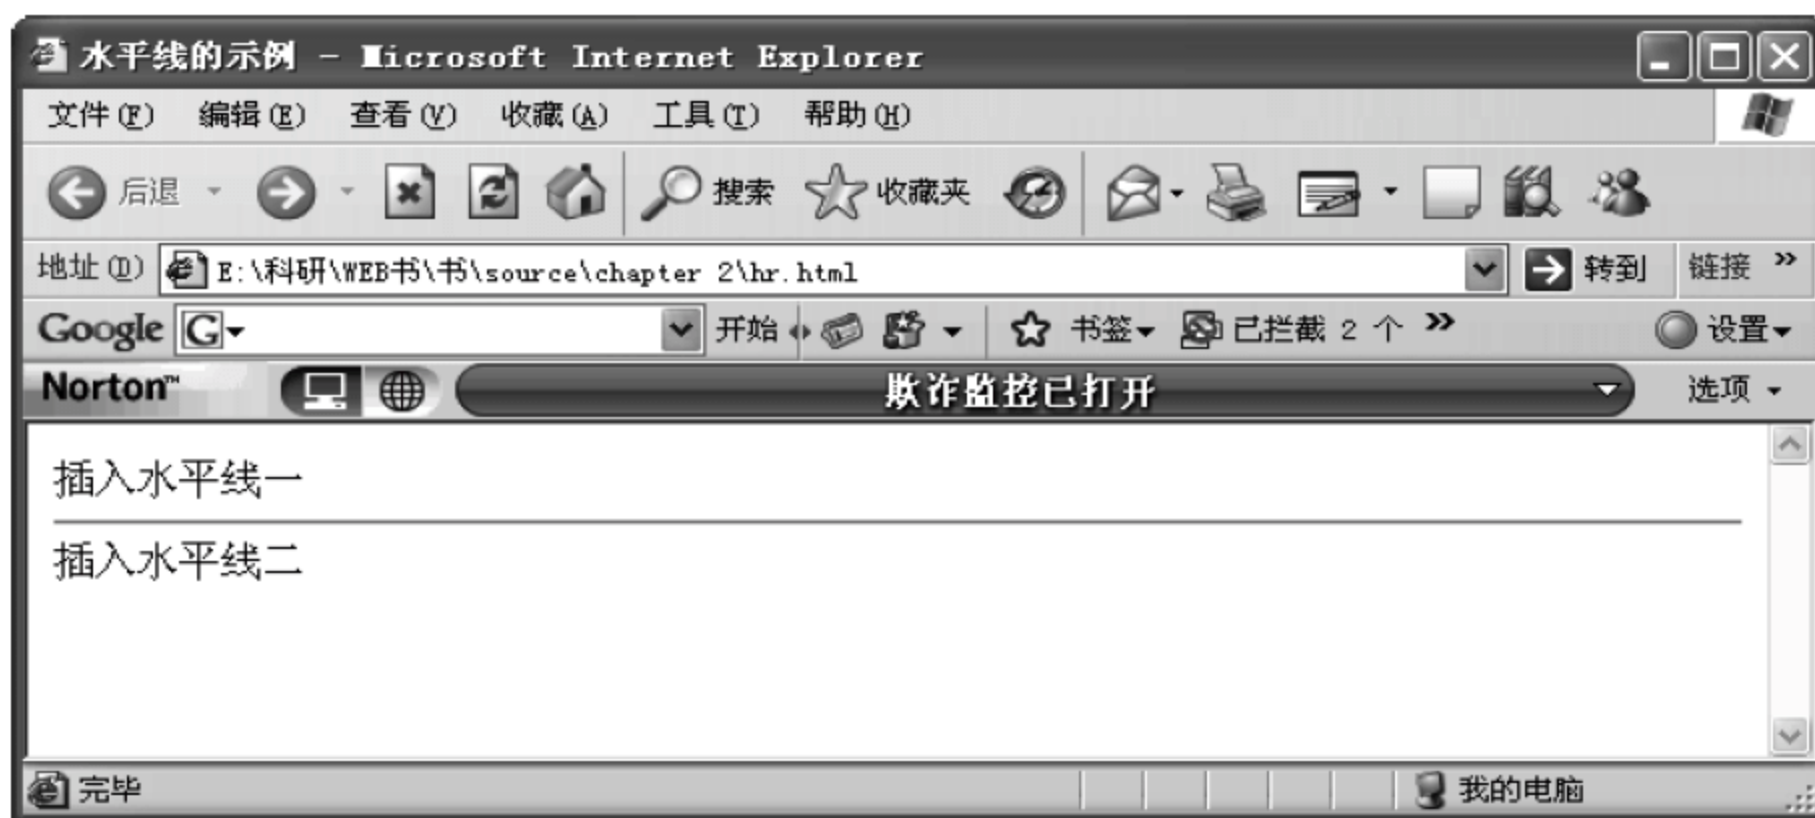 水平线的示例 - Microsoft Internet Explorer
文件(F) 编辑(E) 查看(V) 收藏(A) 工具(T) 帮助(H)
后退 搜索 收藏夹
地址(D) E:\科研\WEB书\书\source\chapter 2\hr.html 转到 链接 »
Google G 开始 书签 已拦截 2 个 » 设置
Norton™ 欺诈监控已打开 选项
插入水平线一
插入水平线二
完毕 我的电脑